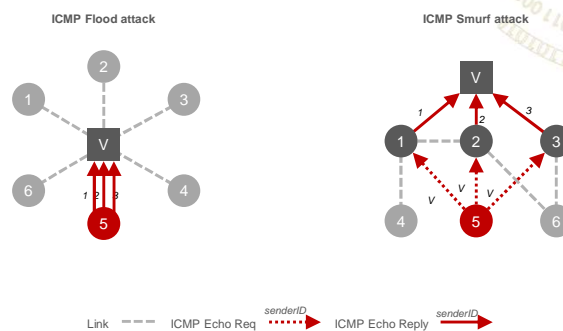 ICMP Flood attack
ICMP Smurf attack
2
1
3
V
6
4
1 2 3
5
V
1
2
3
1
2
3
V
V
V
4
5
6
senderID
senderID
Link
ICMP Echo Req
ICMP Echo Reply